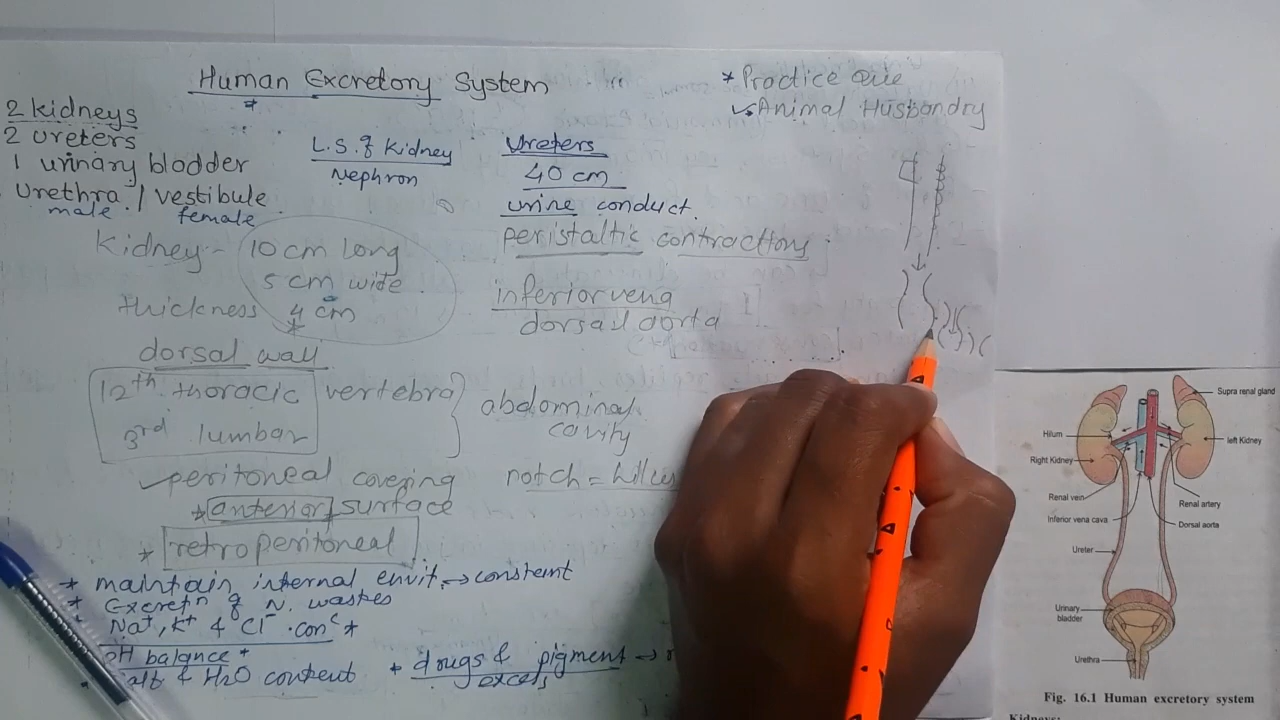 Human Excretory System
*
* Practice Que
Animal Husbandry
2 kidneys
2 ureters
1 urinary bladder
Urethra / vestibule
male female
L.S. of kidney
Nephron
Ureters
40 cm
urine conduct.
peristaltic contractions
Kidney - 10 cm long
5 cm wide
thickness 4 cm
*
inferior vena
dorsal aorta
dorsal wall
12th thoracic vertebra
3rd lumbar
abdominal
cavity
peritoneal covering
* anterior surface
notch = hilus
* retroperitoneal
* maintain internal envit. → constant
* Excretn of N. wastes
Na+, K+ & Cl- conc *
pH balance *
salt & H2O content
* drugs & pigment →
excess
Supra renal gland
Hilum
left Kidney
Right Kidney
Renal vein
Renal artery
Inferior vena cava
Dorsal aorta
Ureter
Urinary
bladder
Urethra
Fig. 16.1 Human excretory system
Kidneys: